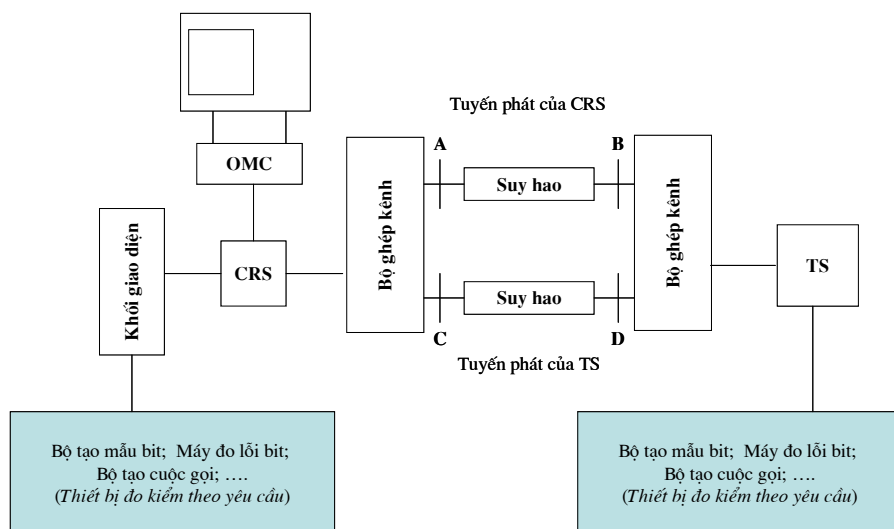 Tuyến phát của CRS
A
B
OMC
Suy hao
Bộ ghép kênh
Bộ ghép kênh
Khối giao diện
CRS
TS
Suy hao
C
D
Tuyến phát của TS
Bộ tạo mẫu bit; Máy đo lỗi bit;
Bộ tạo cuộc gọi; ….
(Thiết bị đo kiểm theo yêu cầu)
Bộ tạo mẫu bit; Máy đo lỗi bit;
Bộ tạo cuộc gọi; ….
(Thiết bị đo kiểm theo yêu cầu)